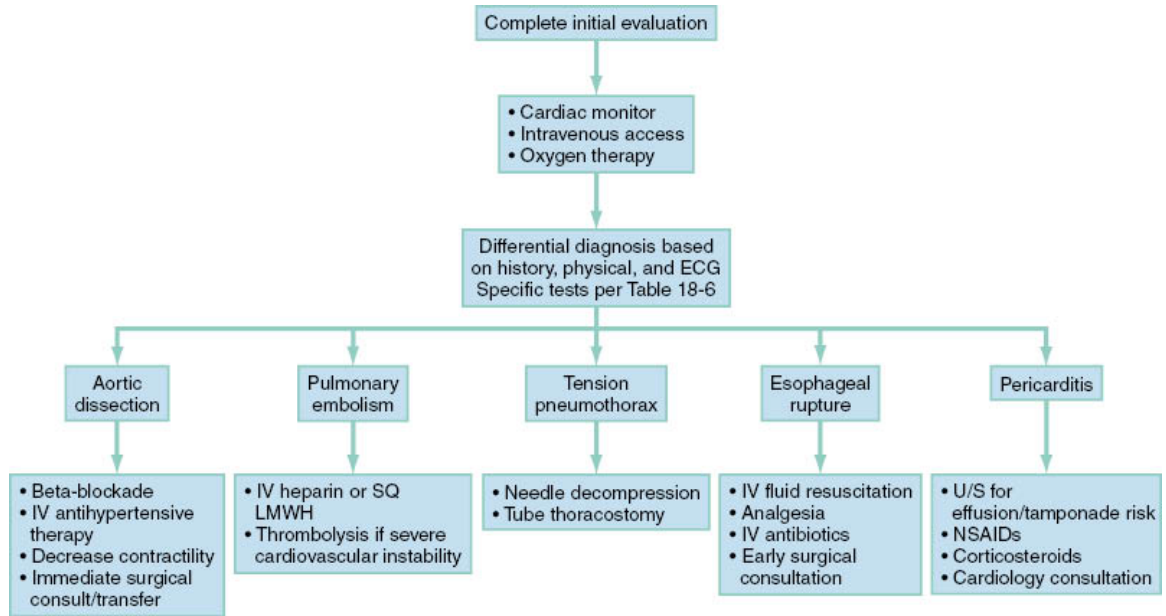 Complete initial evaluation
• Cardiac monitor
• Intravenous access
• Oxygen therapy
Differential diagnosis based
on history, physical, and ECG
Specific tests per Table 18-6
Aortic
dissection
Pulmonary
embolism
Tension
pneumothorax
Esophageal
rupture
Pericarditis
• Beta-blockade
• IV antihypertensive
therapy
• Decrease contractility
• Immediate surgical
consult/transfer
• IV heparin or SQ
LMWH
• Thrombolysis if severe
cardiovascular instability
• Needle decompression
• Tube thoracostomy
• IV fluid resuscitation
• Analgesia
• IV antibiotics
• Early surgical
consultation
• U/S for
effusion/tamponade risk
• NSAIDs
• Corticosteroids
• Cardiology consultation